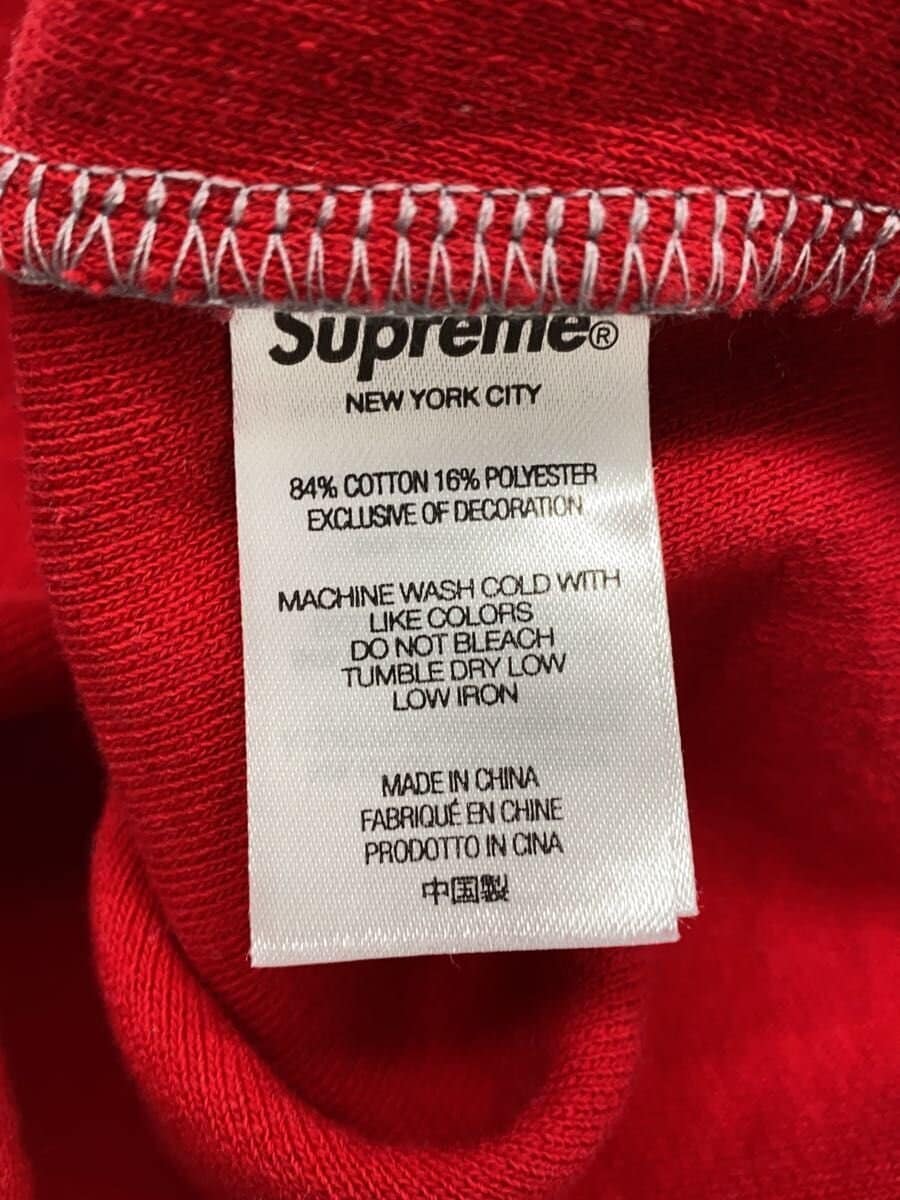 Supreme®
NEW YORK CITY
84% COTTON 16% POLYESTER
EXCLUSIVE OF DECORATION
MACHINE WASH COLD WITH
LIKE COLORS
DO NOT BLEACH
TUMBLE DRY LOW
LOW IRON
MADE IN CHINA
FABRIQUÉ EN CHINE
PRODOTTO IN CINA
中国製